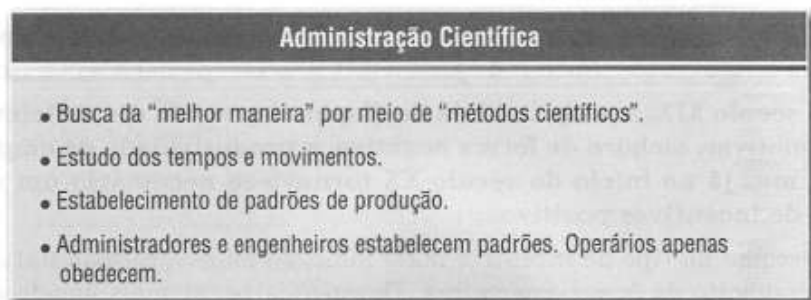 Administração Científica
• Busca da "melhor maneira" por meio de "métodos científicos".
• Estudo dos tempos e movimentos.
• Estabelecimento de padrões de produção.
• Administradores e engenheiros estabelecem padrões. Operários apenas
obedecem.